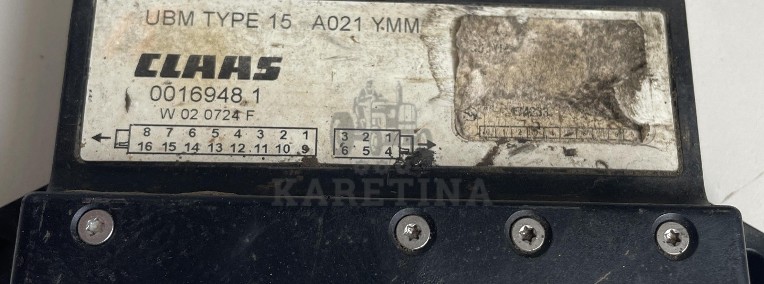 UBM TYPE 15 A021 YMM
CLAAS
0016948.1
W 02 0724 F
8 7 6 5 4 3 2 1
16 15 14 13 12 11 10 9
3 2 1
6 5 4
KARETINA